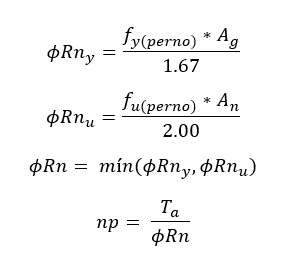 ϕRn_y = f_y(perno) * A_g / 1.67
ϕRn_u = f_u(perno) * A_n / 2.00
ϕRn = mín(ϕRn_y, ϕRn_u)
np = T_a / ϕRn